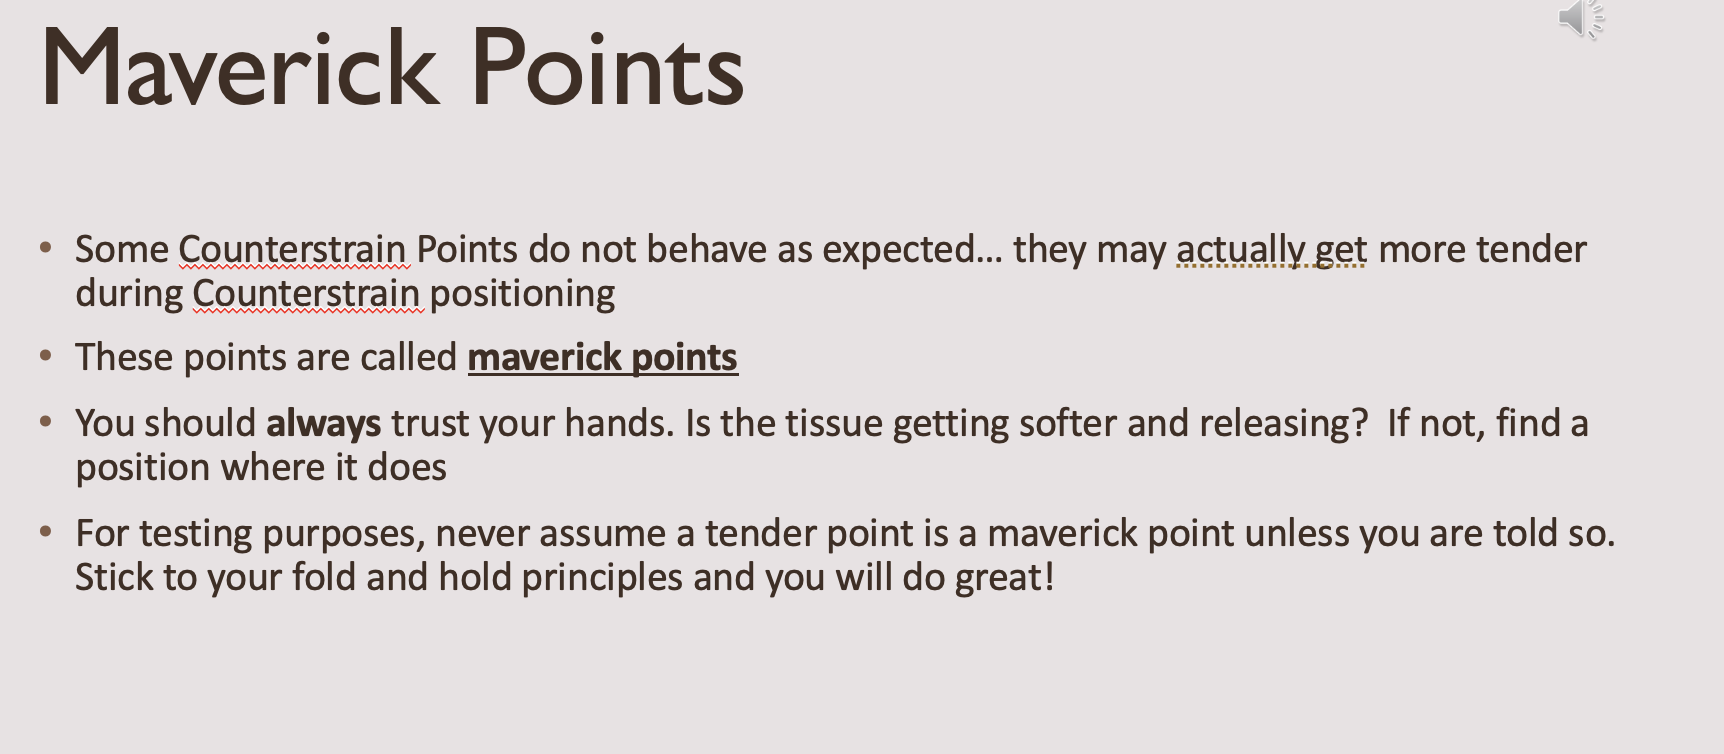 Maverick Points
• Some Counterstrain Points do not behave as expected... they may actually get more tender
during Counterstrain positioning
• These points are called maverick points
• You should always trust your hands. Is the tissue getting softer and releasing?  If not, find a
position where it does
• For testing purposes, never assume a tender point is a maverick point unless you are told so.
Stick to your fold and hold principles and you will do great!